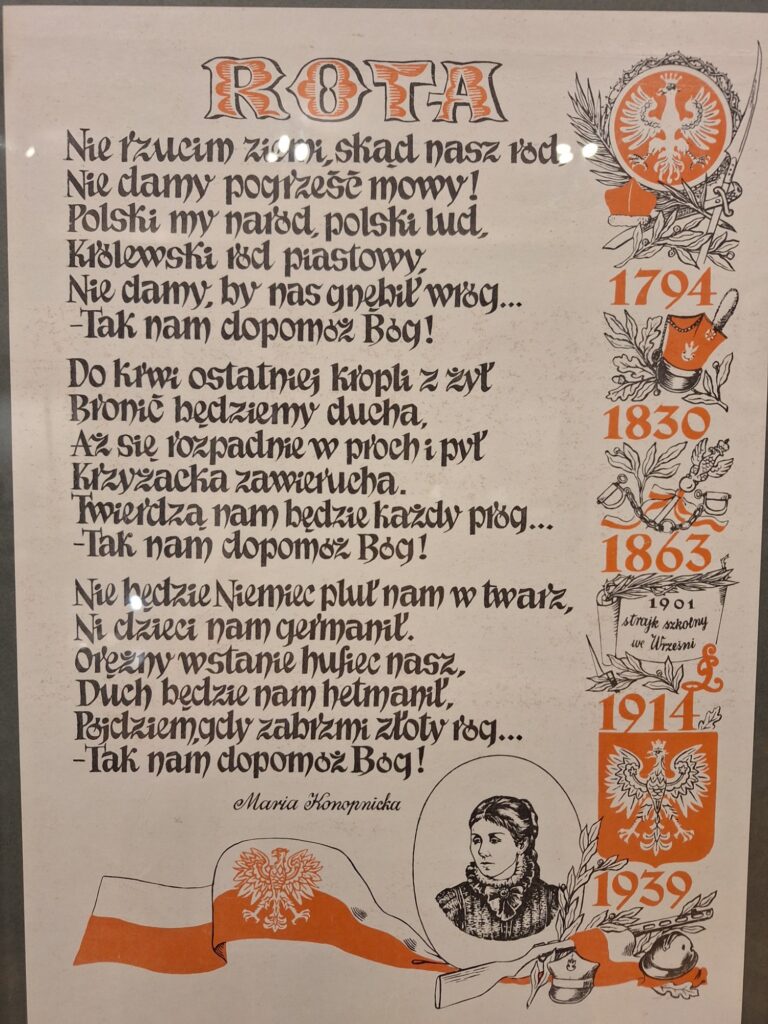 ROTA
Nie rzucim ziemi, skąd nasz ród,
Nie damy pogrześć mowy!
Polski my naród, polski lud,
Królewski ród piastowy,
Nie damy, by nas gnębił wróg...
-Tak nam dopomóż Bóg!
Do krwi ostatniej kropli z żył
Bronić będziemy ducha,
Aż się rozpadnie w proch i pył
Krzyżacka zawierucha.
Twierdzą nam będzie każdy próg...
-Tak nam dopomóż Bóg!
Nie będzie Niemiec pluł nam w twarz,
Ni dzieci nam germanił.
Orężny wstanie hufiec nasz,
Duch będzie nam hetmanił,
Pójdziem, gdy zabrzmi złoty róg...
-Tak nam dopomóż Bóg!
Maria Konopnicka
1794
1830
1863
1901
strajk szkolny
we Wrześni
1914
1939